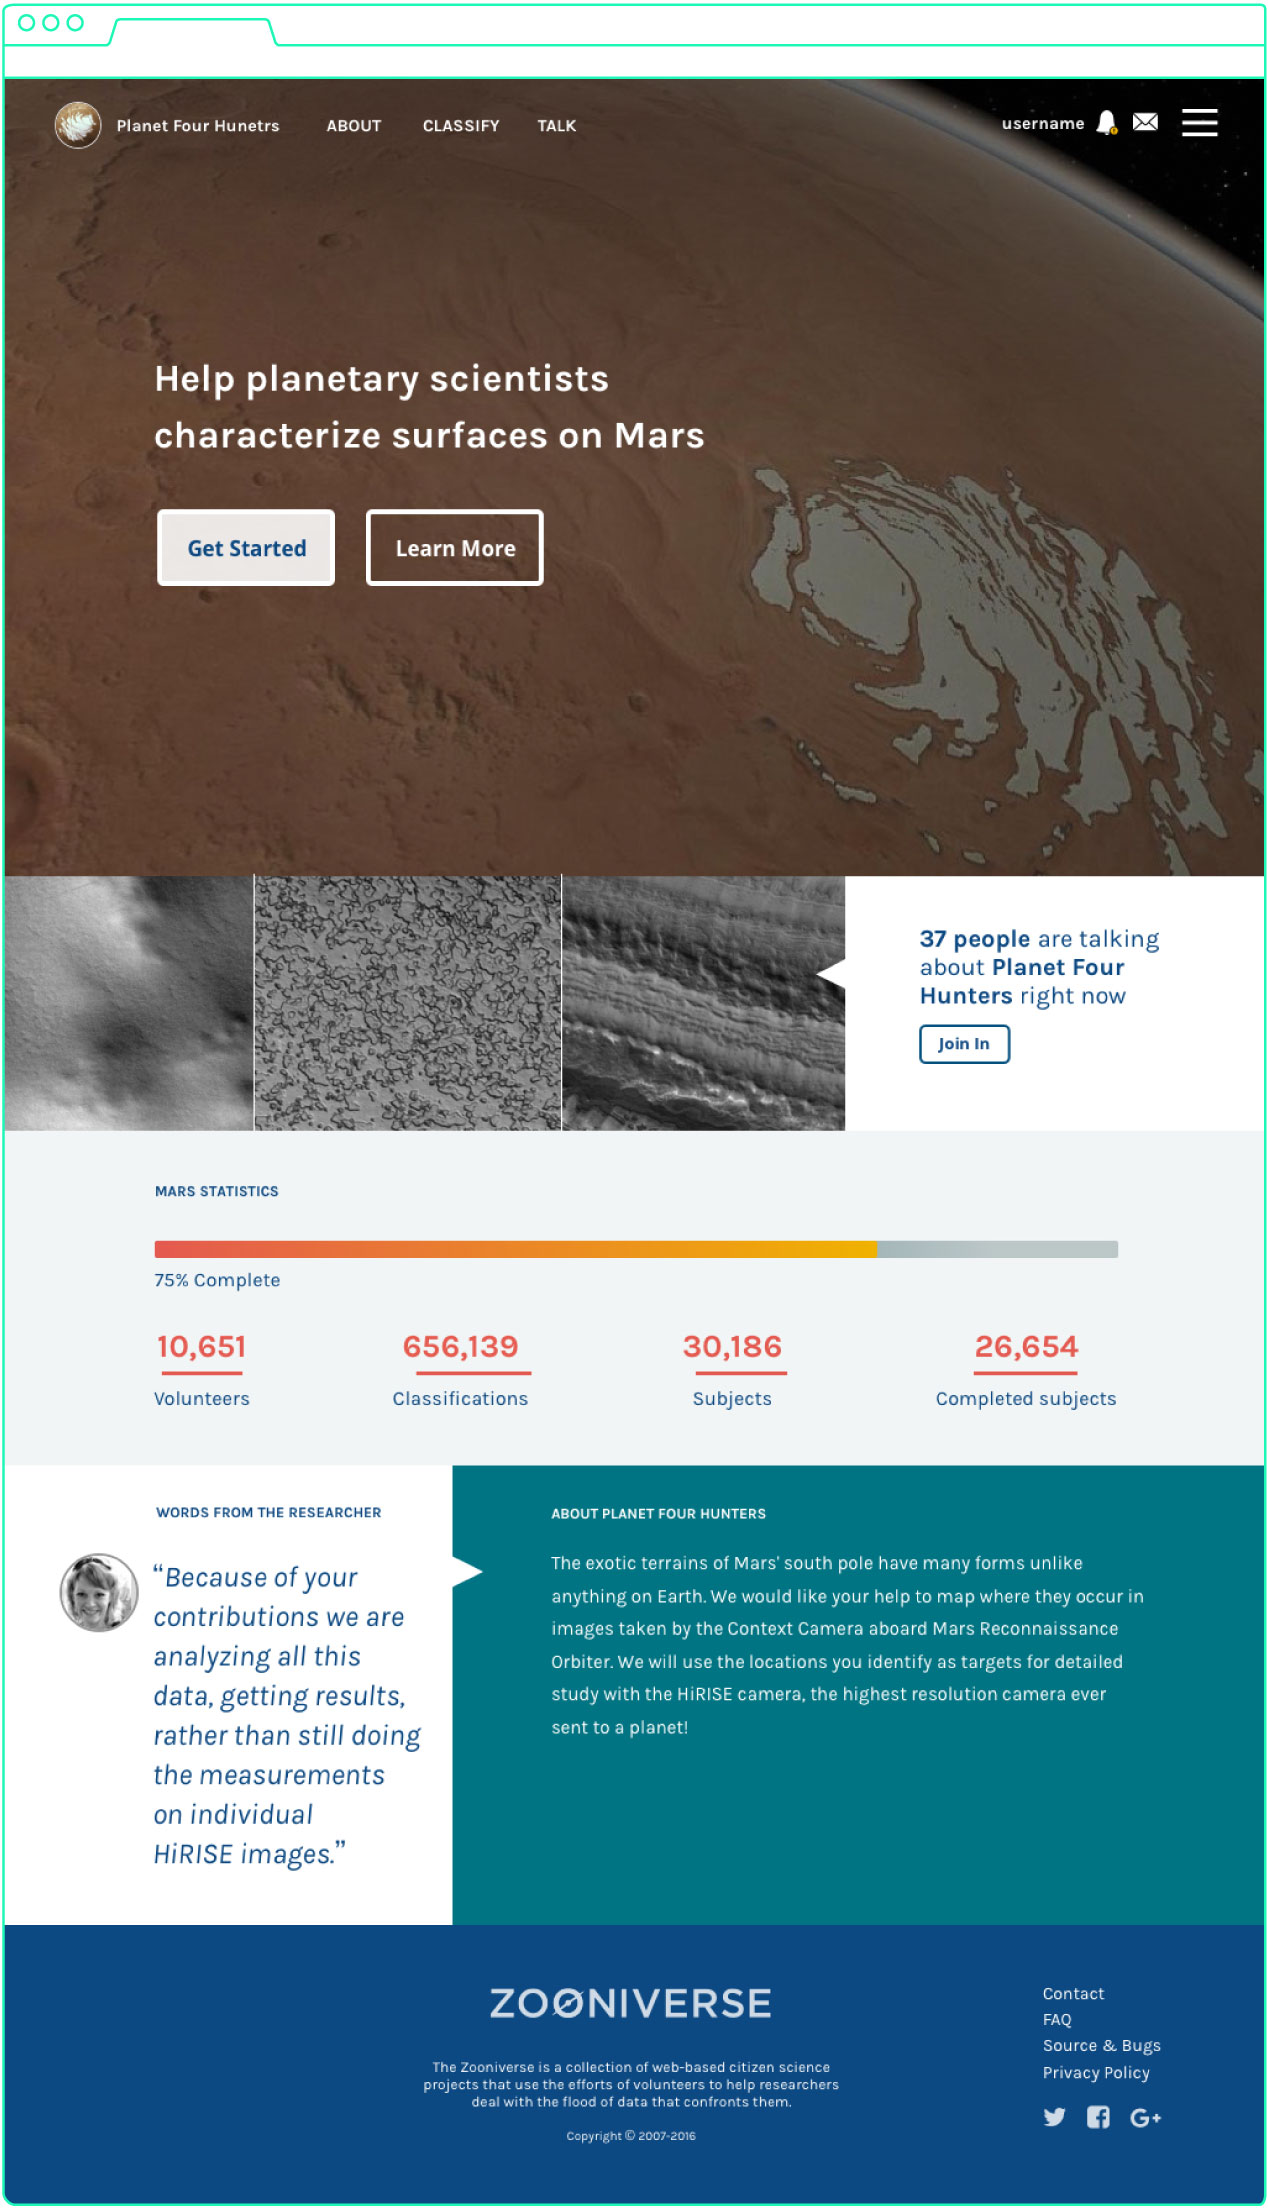 Planet Four Hunetrs
ABOUT
CLASSIFY
TALK
username
Help planetary scientists
characterize surfaces on Mars
Get Started
Learn More
37 people are talking
about Planet Four
Hunters right now
Join In
MARS STATISTICS
75% Complete
10,651
Volunteers
656,139
Classifications
30,186
Subjects
26,654
Completed subjects
WORDS FROM THE RESEARCHER
“Because of your
contributions we are
analyzing all this
data, getting results,
rather than still doing
the measurements
on individual
HiRISE images.”
ABOUT PLANET FOUR HUNTERS
The exotic terrains of Mars' south pole have many forms unlike
anything on Earth. We would like your help to map where they occur in
images taken by the Context Camera aboard Mars Reconnaissance
Orbiter. We will use the locations you identify as targets for detailed
study with the HiRISE camera, the highest resolution camera ever
sent to a planet!
ZOONIVERSE
The Zooniverse is a collection of web-based citizen science
projects that use the efforts of volunteers to help researchers
deal with the flood of data that confronts them.
Copyright © 2007-2016
Contact
FAQ
Source & Bugs
Privacy Policy
G+